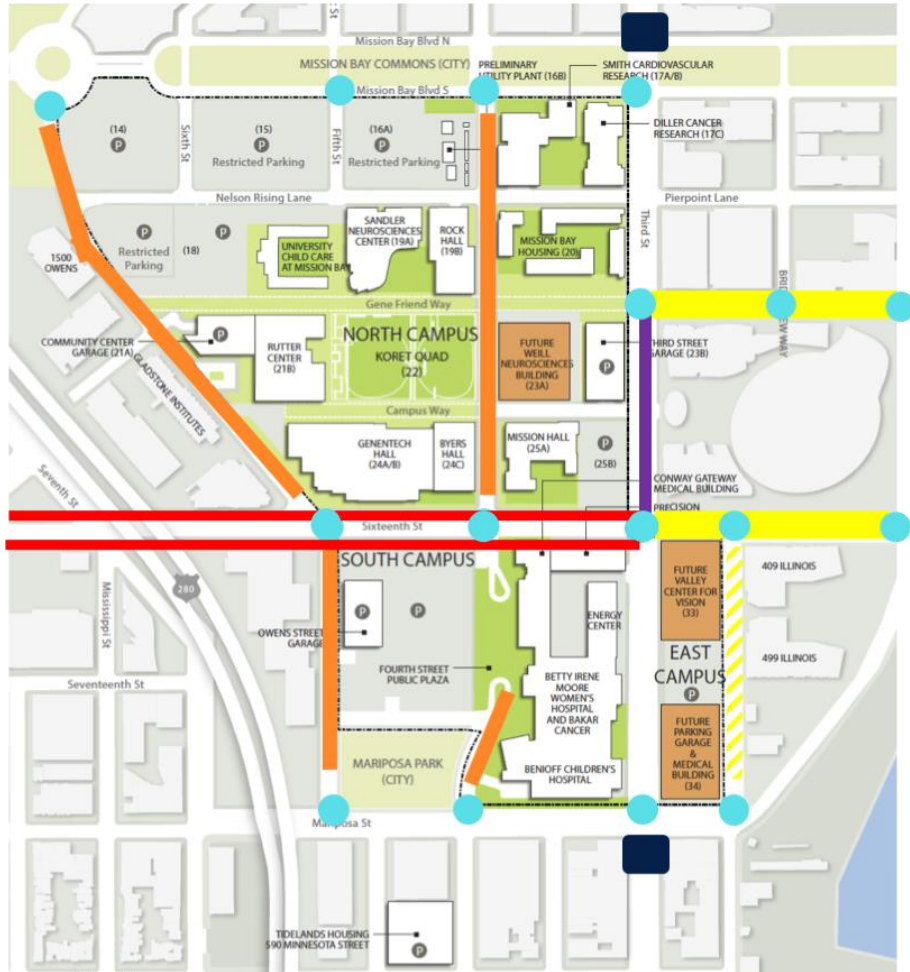 Mission Bay Blvd N
MISSION BAY COMMONS (CITY)
Mission Bay Blvd S
PRELIMINARY
UTILITY PLANT (16B)
SMITH CARDIOVASCULAR
RESEARCH (17A/B)
DILLER CANCER
RESEARCH (17C)
(14)
P
Sixth St
(15)
P
Restricted Parking
Fifth St
(16A)
P
Restricted Parking
Nelson Rising Lane
Pierpoint Lane
Third St
P
Restricted
Parking
(18)
P
1500
OWENS
UNIVERSITY
CHILD CARE
AT MISSION BAY
SANDLER
NEUROSCIENCES
CENTER (19A)
ROCK
HALL
(19B)
MISSION BAY
HOUSING (20)
Gene Friend Way
COMMUNITY CENTER
GARAGE (21A)
P
RUTTER
CENTER
(21B)
NORTH CAMPUS
KORET QUAD
(22)
FUTURE
WEILL
NEUROSCIENCES
BUILDING
(23A)
P
THIRD STREET
GARAGE (23B)
GLADSTONE INSTITUTES
Campus Way
GENENTECH
HALL
(24A/B)
BYERS
HALL
(24C)
MISSION HALL
(25A)
P
(25B)
CONWAY GATEWAY
MEDICAL BUILDING
PRECISION
Seventh St
Sixteenth St
SOUTH CAMPUS
280
Mississippi St
P
P
OWENS STREET
GARAGE
FOURTH STREET
PUBLIC PLAZA
ENERGY
CENTER
BETTY IRENE
MOORE
WOMEN'S
HOSPITAL
AND BAKAR
CANCER
BENIOFF CHILDREN'S
HOSPITAL
FUTURE
VALLEY
CENTER FOR
VISION
(33)
EAST
CAMPUS
P
FUTURE
PARKING
GARAGE
&
MEDICAL
BUILDING
(34)
409 ILLINOIS
499 ILLINOIS
Seventeenth St
MARIPOSA PARK
(CITY)
Mariposa St
TIDELANDS HOUSING
590 MINNESOTA STREET
P